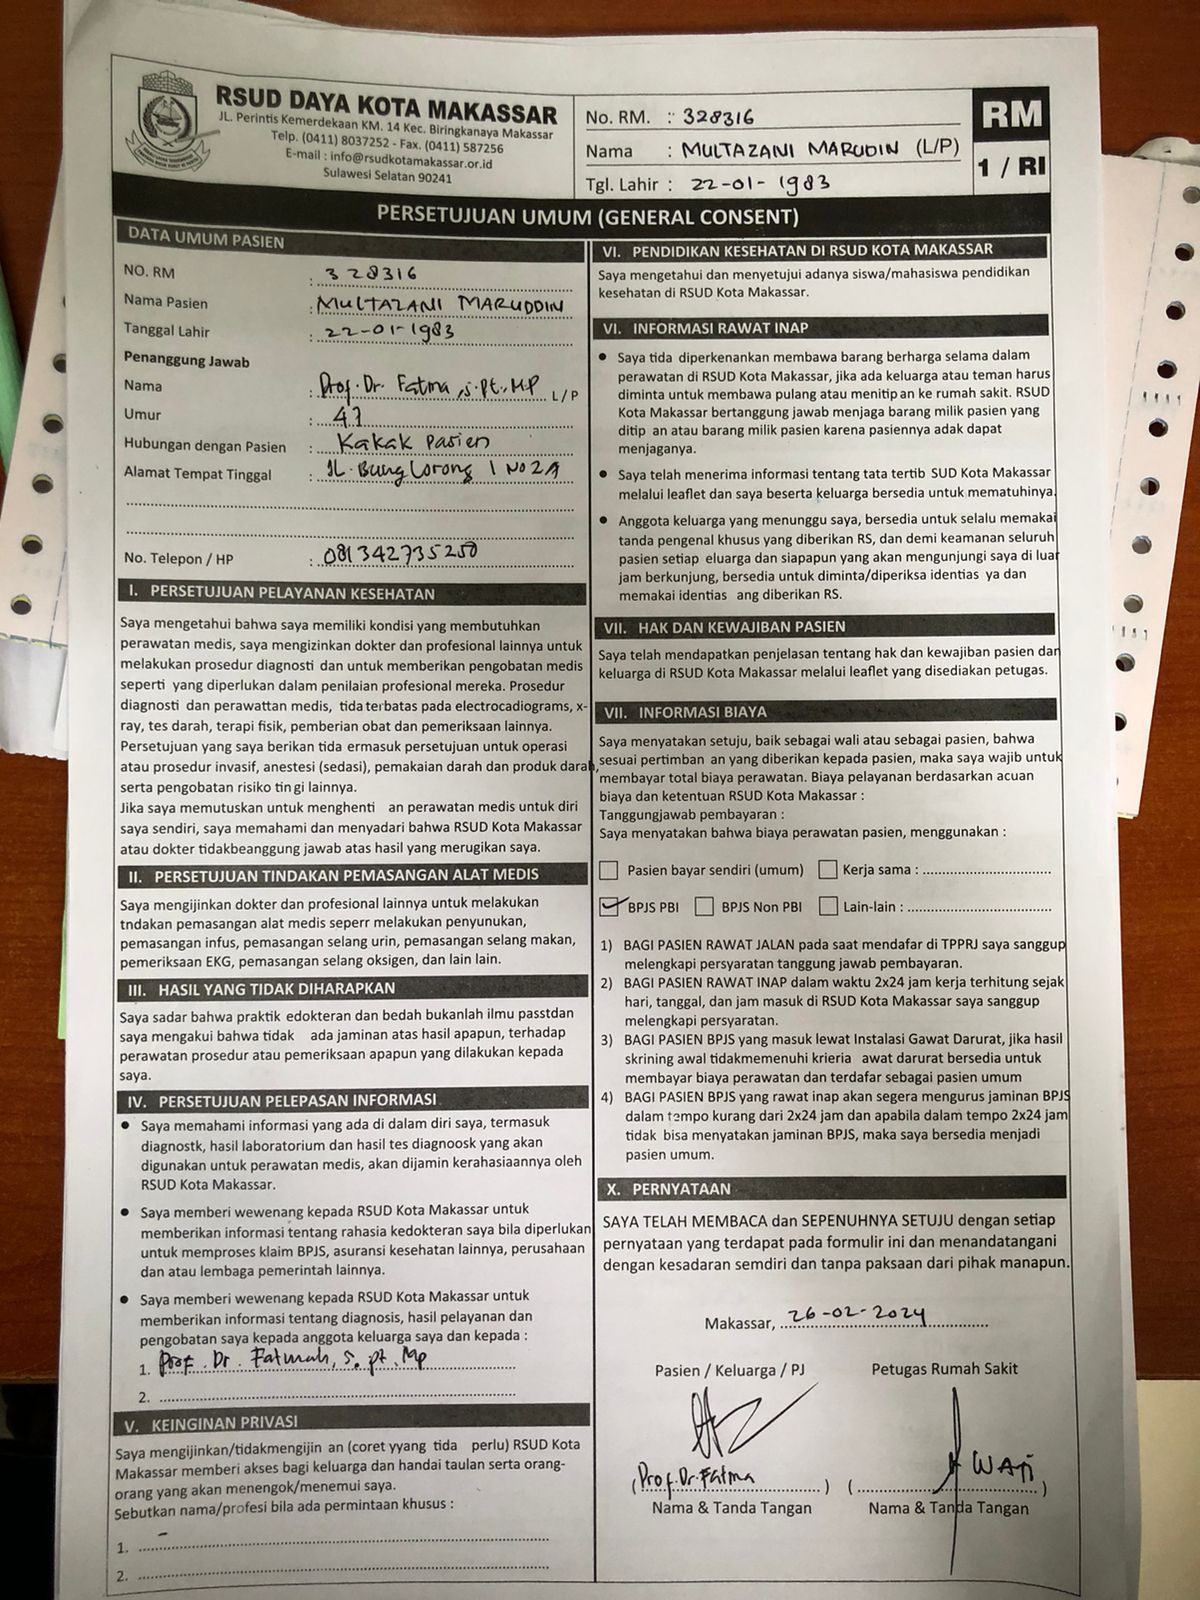 RSUD DAYA KOTA MAKASSAR
JL. Perintis Kemerdekaan KM. 14 Kec. Biringkanaya Makassar
Telp. (0411) 8037252 - Fax. (0411) 587256
E-mail : info@rsudkotamakassar.or.id
Sulawesi Selatan 90241
No. RM. : 328316
Nama : MULTAZANI MARUDIN (L/P)
Tgl. Lahir : 22-01-1983
RM
1 / RI
PERSETUJUAN UMUM (GENERAL CONSENT)
DATA UMUM PASIEN
NO. RM : 328316
Nama Pasien : MULTAZANI MARUDDIN
Tanggal Lahir : 22-01-1983
Penanggung Jawab
Nama : Prof. Dr. Fatma, S.Pt., M.P L/P
Umur : 47
Hubungan dengan Pasien : Kakak Pasien
Alamat Tempat Tinggal : JL. Bung Lorong 1 No 2A
No. Telepon / HP : 081342735250
I. PERSETUJUAN PELAYANAN KESEHATAN
Saya mengetahui bahwa saya memiliki kondisi yang membutuhkan
perawatan medis, saya mengizinkan dokter dan profesional lainnya untuk
melakukan prosedur diagnosti dan untuk memberikan pengobatan medis
seperti yang diperlukan dalam penilaian profesional mereka. Prosedur
diagnosti dan perawattan medis, tida terbatas pada electrocadiograms, x-
ray, tes darah, terapi fisik, pemberian obat dan pemeriksaan lainnya.
Persetujuan yang saya berikan tida ermasuk persetujuan untuk operasi
atau prosedur invasif, anestesi (sedasi), pemakaian darah dan produk darah,
serta pengobatan risiko tin gi lainnya.
Jika saya memutuskan untuk menghenti an perawatan medis untuk diri
saya sendiri, saya memahami dan menyadari bahwa RSUD Kota Makassar
atau dokter tidakbeanggung jawab atas hasil yang merugikan saya.
II. PERSETUJUAN TINDAKAN PEMASANGAN ALAT MEDIS
Saya mengijinkan dokter dan profesional lainnya untuk melakukan
tndakan pemasangan alat medis seperr melakukan penyunukan,
pemasangan infus, pemasangan selang urin, pemasangan selang makan,
pemeriksaan EKG, pemasangan selang oksigen, dan lain lain.
III. HASIL YANG TIDAK DIHARAPKAN
Saya sadar bahwa praktik edokteran dan bedah bukanlah ilmu passtdan
saya mengakui bahwa tidak ada jaminan atas hasil apapun, terhadap
perawatan prosedur atau pemeriksaan apapun yang dilakukan kepada
saya.
IV. PERSETUJUAN PELEPASAN INFORMASI
● Saya memahami informasi yang ada di dalam diri saya, termasuk
diagnostk, hasil laboratorium dan hasil tes diagnoosk yang akan
digunakan untuk perawatan medis, akan dijamin kerahasiaannya oleh
RSUD Kota Makassar.
● Saya memberi wewenang kepada RSUD Kota Makassar untuk
memberikan informasi tentang rahasia kedokteran saya bila diperlukan
untuk memproses klaim BPJS, asuransi kesehatan lainnya, perusahaan
dan atau lembaga pemerintah lainnya.
● Saya memberi wewenang kepada RSUD Kota Makassar untuk
memberikan informasi tentang diagnosis, hasil pelayanan dan
pengobatan saya kepada anggota keluarga saya dan kepada :
1. Prof. Dr. Fatmah, S.pt, Mp
2.
V. KEINGINAN PRIVASI
Saya mengijinkan/tidakmengijin an (coret yyang tida perlu) RSUD Kota
Makassar memberi akses bagi keluarga dan handai taulan serta orang-
orang yang akan menengok/menemui saya.
Sebutkan nama/profesi bila ada permintaan khusus :
1. -
2.
VI. PENDIDIKAN KESEHATAN DI RSUD KOTA MAKASSAR
Saya mengetahui dan menyetujui adanya siswa/mahasiswa pendidikan
kesehatan di RSUD Kota Makassar.
VI. INFORMASI RAWAT INAP
● Saya tida diperkenankan membawa barang berharga selama dalam
perawatan di RSUD Kota Makassar, jika ada keluarga atau teman harus
diminta untuk membawa pulang atau menitip an ke rumah sakit. RSUD
Kota Makassar bertanggung jawab menjaga barang milik pasien yang
ditip an atau barang milik pasien karena pasiennya adak dapat
menjaganya.
● Saya telah menerima informasi tentang tata tertib SUD Kota Makassar
melalui leaflet dan saya beserta keluarga bersedia untuk mematuhinya.
● Anggota keluarga yang menunggu saya, bersedia untuk selalu memakai
tanda pengenal khusus yang diberikan RS, dan demi keamanan seluruh
pasien setiap eluarga dan siapapun yang akan mengunjungi saya di luar
jam berkunjung, bersedia untuk diminta/diperiksa identias ya dan
memakai identias ang diberikan RS.
VII. HAK DAN KEWAJIBAN PASIEN
Saya telah mendapatkan penjelasan tentang hak dan kewajiban pasien dan
keluarga di RSUD Kota Makassar melalui leaflet yang disediakan petugas.
VII. INFORMASI BIAYA
Saya menyatakan setuju, baik sebagai wali atau sebagai pasien, bahwa
sesuai pertimban an yang diberikan kepada pasien, maka saya wajib untuk
membayar total biaya perawatan. Biaya pelayanan berdasarkan acuan
biaya dan ketentuan RSUD Kota Makassar :
Tanggungjawab pembayaran :
Saya menyatakan bahwa biaya perawatan pasien, menggunakan :
Pasien bayar sendiri (umum) Kerja sama :
BPJS PBI BPJS Non PBI Lain-lain :
1) BAGI PASIEN RAWAT JALAN pada saat mendafar di TPPRJ saya sanggup
melengkapi persyaratan tanggung jawab pembayaran.
2) BAGI PASIEN RAWAT INAP dalam waktu 2x24 jam kerja terhitung sejak
hari, tanggal, dan jam masuk di RSUD Kota Makassar saya sanggup
melengkapi persyaratan.
3) BAGI PASIEN BPJS yang masuk lewat Instalasi Gawat Darurat, jika hasil
skrining awal tidakmemenuhi krieria awat darurat bersedia untuk
membayar biaya perawatan dan terdafar sebagai pasien umum
4) BAGI PASIEN BPJS yang rawat inap akan segera mengurus jaminan BPJS
dalam tempo kurang dari 2x24 jam dan apabila dalam tempo 2x24 jam
tidak bisa menyatakan jaminan BPJS, maka saya bersedia menjadi
pasien umum.
X. PERNYATAAN
SAYA TELAH MEMBACA dan SEPENUHNYA SETUJU dengan setiap
pernyataan yang terdapat pada formulir ini dan menandatangani
dengan kesadaran semdiri dan tanpa paksaan dari pihak manapun.
Makassar, 26-02-2024
Pasien / Keluarga / PJ Petugas Rumah Sakit
(Prof. Dr. Fatma) (WATI)
Nama & Tanda Tangan Nama & Tanda Tangan